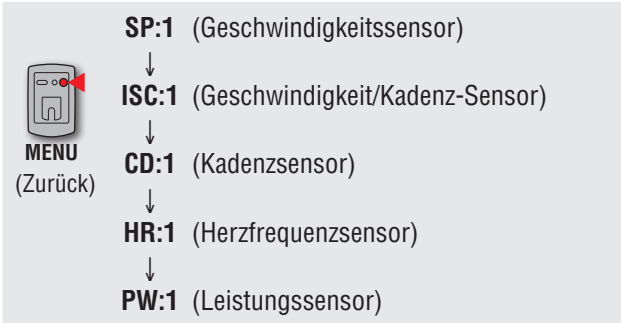 SP:1 (Geschwindigkeitssensor)
↓
ISC:1 (Geschwindigkeit/Kadenz-Sensor)
↓
CD:1 (Kadenzsensor)
↓
HR:1 (Herzfrequenzsensor)
↓
PW:1 (Leistungssensor)
MENU
(Zurück)